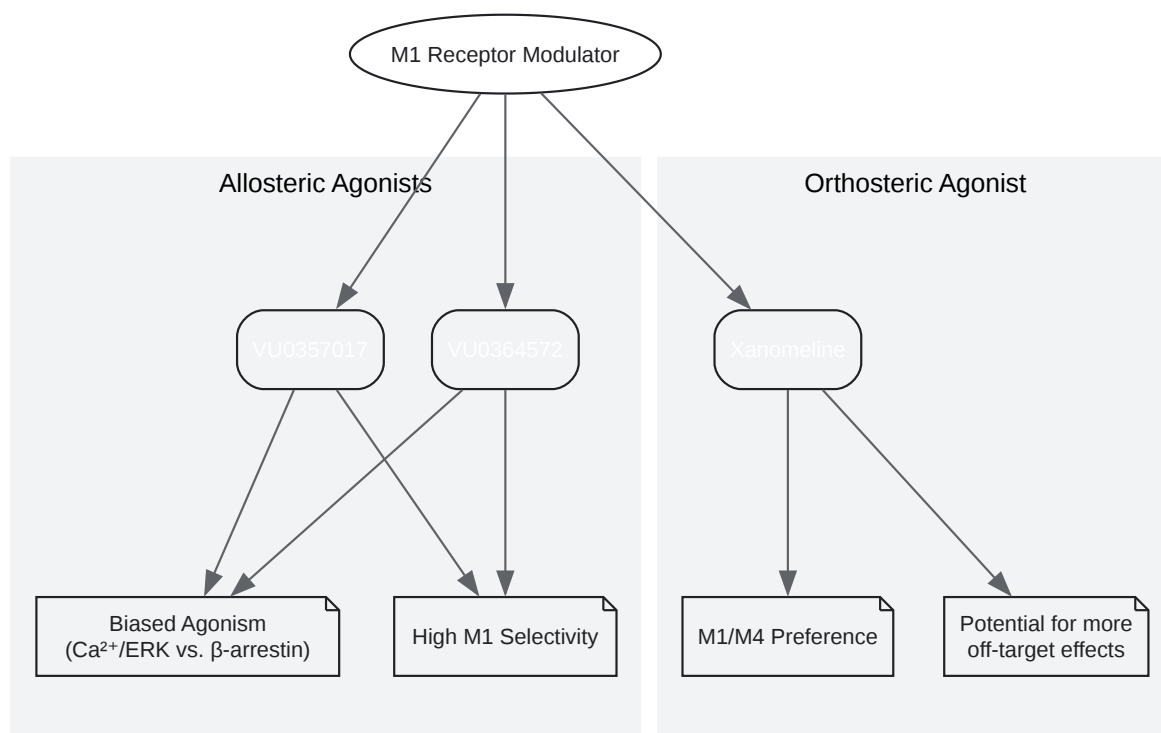 M1 Receptor Modulator
Allosteric Agonists
Orthosteric Agonist
VU0357017
VU0364572
Xanomeline
Biased Agonism
(Ca²⁺/ERK vs. β-arrestin)
High M1 Selectivity
M1/M4 Preference
Potential for more
off-target effects